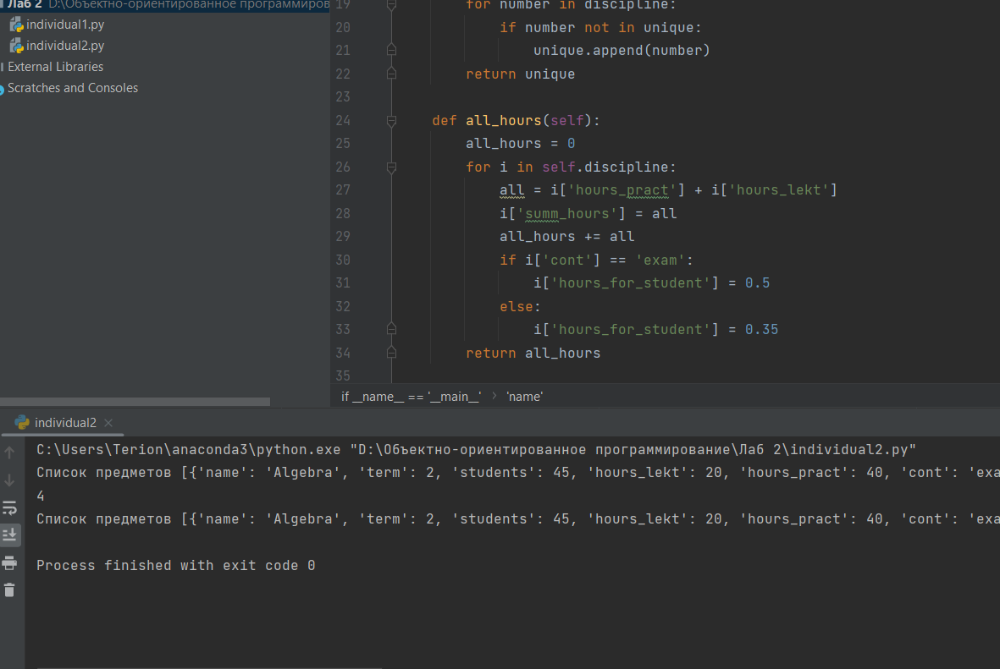 Лаб 2 D:\Объектно-ориентированное программиров
individual1.py
individual2.py
External Libraries
Scratches and Consoles
19 for number in discipline:
20 if number not in unique:
21 unique.append(number)
22 return unique
23
24 def all_hours(self):
25 all_hours = 0
26 for i in self.discipline:
27 all = i['hours_pract'] + i['hours_lekt']
28 i['summ_hours'] = all
29 all_hours += all
30 if i['cont'] == 'exam':
31 i['hours_for_student'] = 0.5
32 else:
33 i['hours_for_student'] = 0.35
34 return all_hours
35
if __name__ == '__main__' › 'name'
individual2
C:\Users\Terion\anaconda3\python.exe "D:\Объектно-ориентированное программирование\Лаб 2\individual2.py"
Список предметов [{'name': 'Algebra', 'term': 2, 'students': 45, 'hours_lekt': 20, 'hours_pract': 40, 'cont': 'exa
4
Список предметов [{'name': 'Algebra', 'term': 2, 'students': 45, 'hours_lekt': 20, 'hours_pract': 40, 'cont': 'exa
Process finished with exit code 0